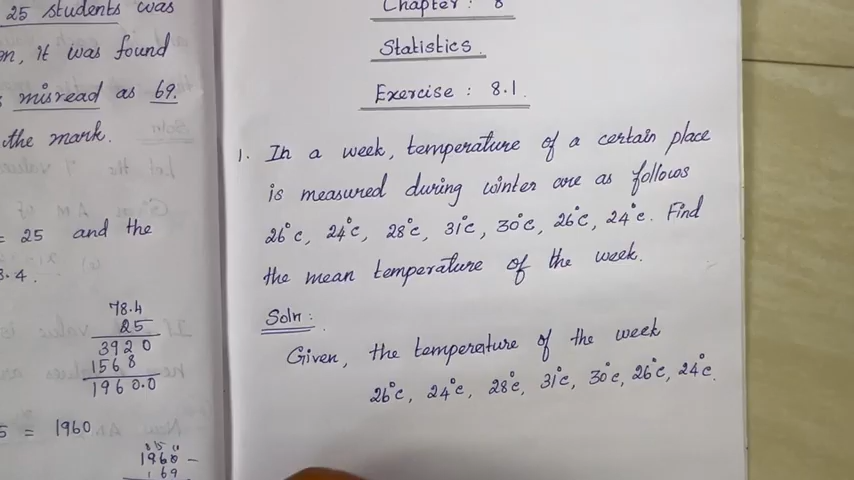 25 students was
n, it was found
misread as 69.
the mark.
= 25 and the
3.4.
78.4
25
3920
1568
1960.0
5 = 1960
1960 -
169
Chapter : 8
Statistics
Exercise : 8.1
1. In a week, temperature of a certain place
is measured during winter are as follows
26°c, 24°c, 28°c, 31°c, 30°c, 26°c, 24°c. Find
the mean temperature of the week.
Soln :
Given, the temperature of the week
26°c, 24°c, 28°c, 31°c, 30°c, 26°c, 24°c.